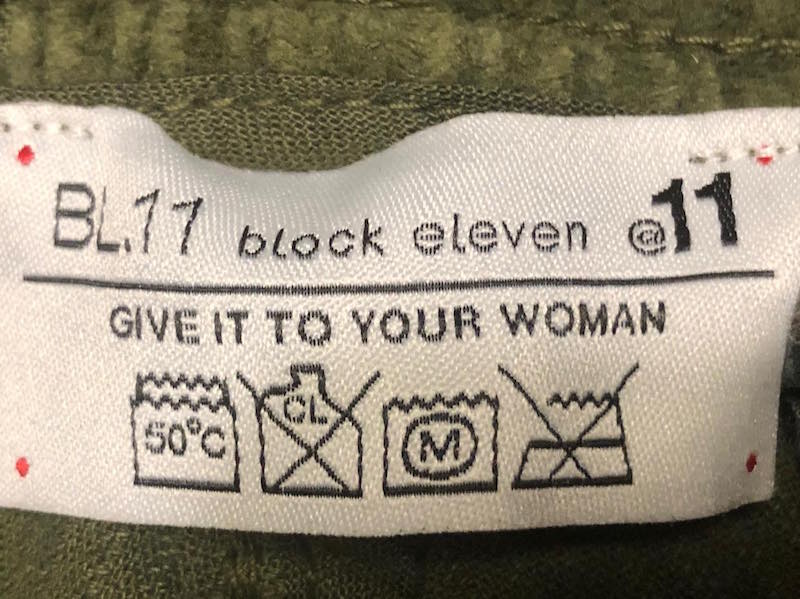 BL.11 block eleven @11
GIVE IT TO YOUR WOMAN
50°C CL M